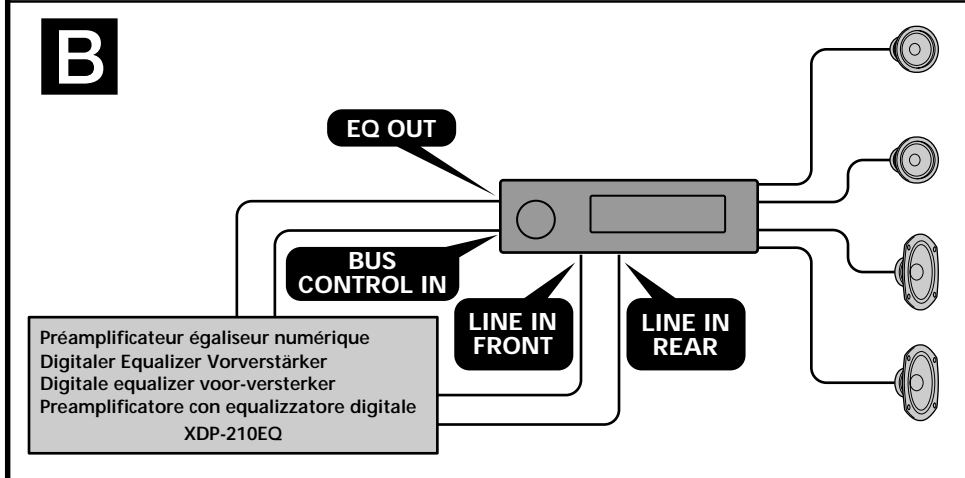 B
EQ OUT
BUS
CONTROL IN
LINE IN
FRONT
LINE IN
REAR
Préamplificateur égaliseur numérique
Digitaler Equalizer Vorverstärker
Digitale equalizer voor-versterker
Preamplificatore con equalizzatore digitale
XDP-210EQ